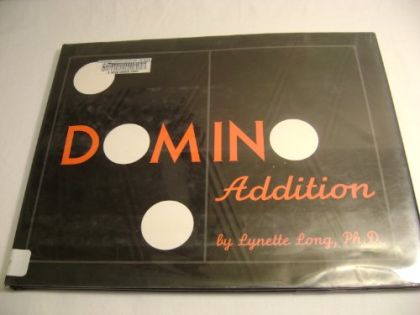 DOMINO
Addition
by Lynette Long, Ph.D.